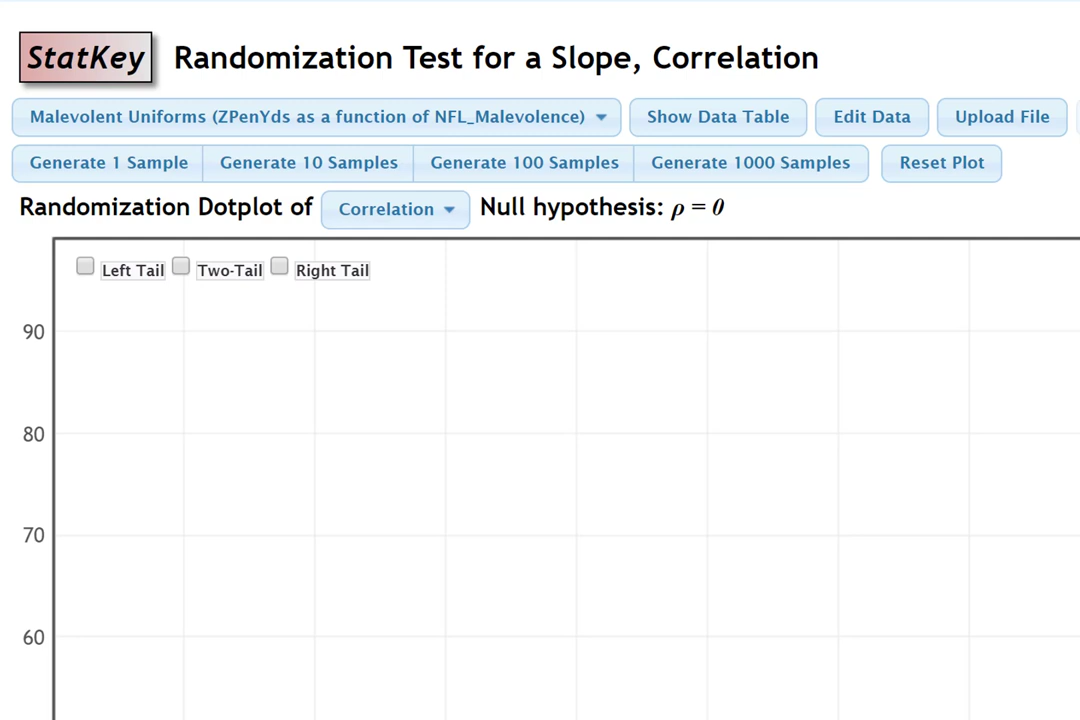 StatKey Randomization Test for a Slope, Correlation
Malevolent Uniforms (ZPenYds as a function of NFL_Malevolence) Show Data Table Edit Data Upload File
Generate 1 Sample Generate 10 Samples Generate 100 Samples Generate 1000 Samples Reset Plot
Randomization Dotplot of Correlation Null hypothesis: ρ = 0
Left Tail Two-Tail Right Tail
90
80
70
60